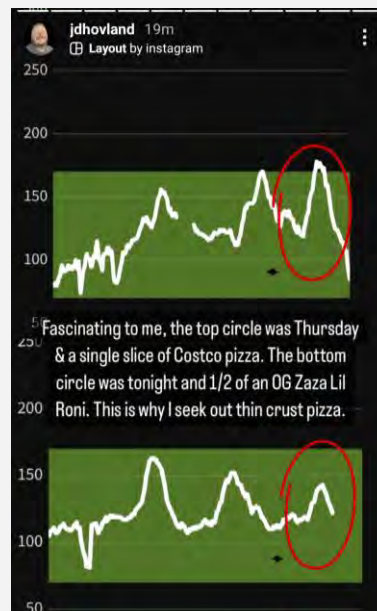 jdhovland 19m
Layout by instagram
250
200
150
100
50
Fascinating to me, the top circle was Thursday
250
& a single slice of Costco pizza. The bottom
circle was tonight and 1/2 of an OG Zaza Lil
200
Roni. This is why I seek out thin crust pizza.
150
100
50